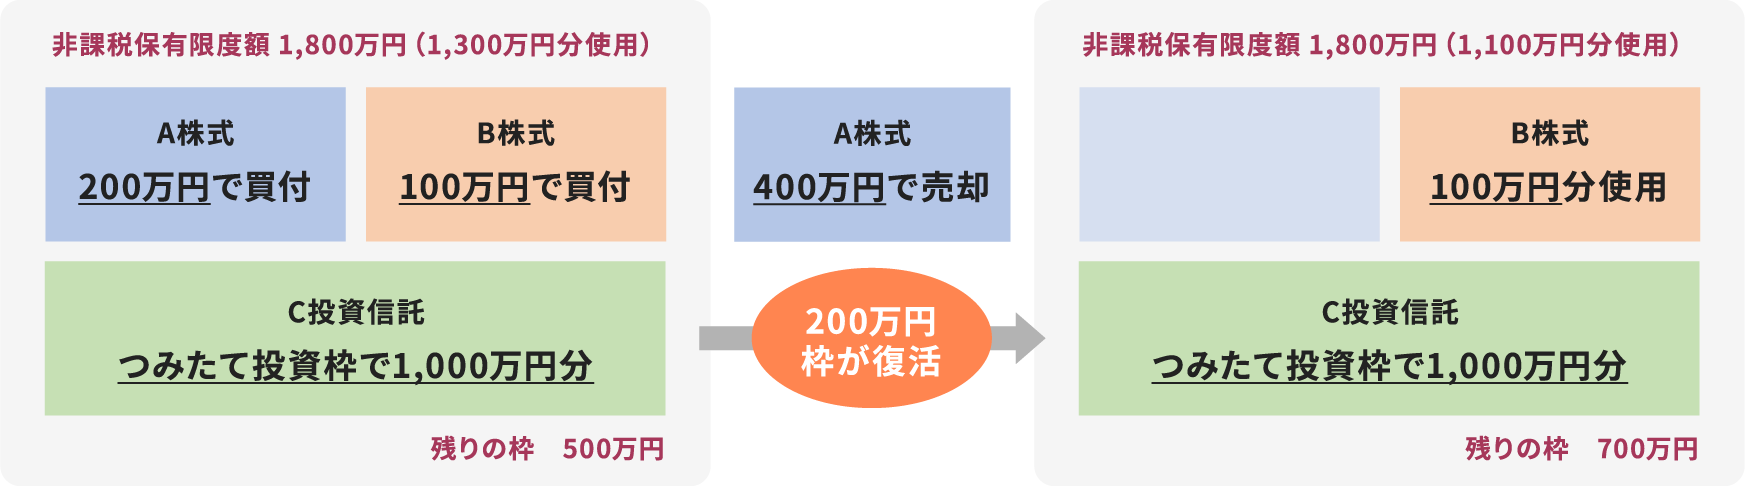 非課税保有限度額 1,800万円（1,300万円分使用）
A株式
200万円で買付
B株式
100万円で買付
C投資信託
つみたて投資枠で1,000万円分
残りの枠　500万円
A株式
400万円で売却
200万円
枠が復活
非課税保有限度額 1,800万円（1,100万円分使用）
B株式
100万円分使用
C投資信託
つみたて投資枠で1,000万円分
残りの枠　700万円